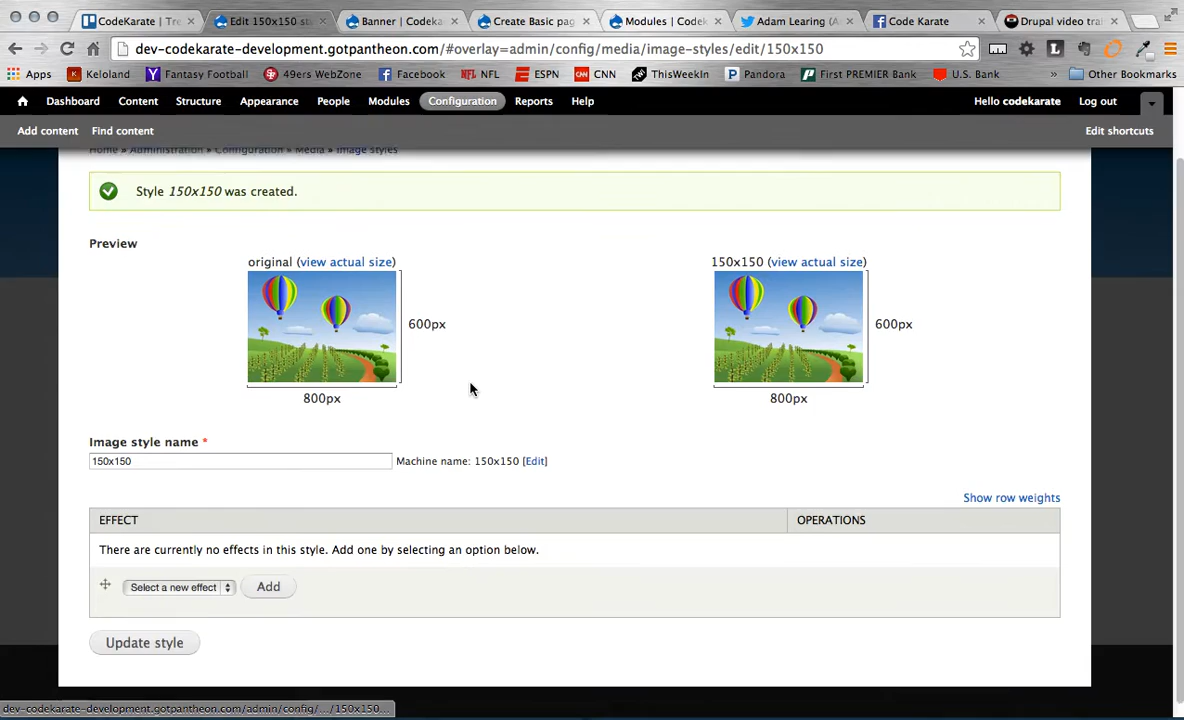 CodeKarate | Tre
Edit 150x150 st
Banner | Codek
Create Basic pag
Modules | Codek
Adam Learing (A
Code Karate
Drupal video tra
dev-codekarate-development.gotpantheon.com/#overlay=admin/config/media/image-styles/edit/150x150
Apps Keloland Fantasy Football 49ers WebZone Facebook NFL ESPN CNN ThisWeekIn Pandora First PREMIER Bank U.S. Bank » Other Bookmarks
Dashboard Content Structure Appearance People Modules Configuration Reports Help Hello codekarate Log out
Add content Find content Edit shortcuts
Home » Administration » Configuration » Media » Image styles
Style 150x150 was created.
Preview
original (view actual size)
600px
800px
150x150 (view actual size)
600px
800px
Image style name *
150x150
Machine name: 150x150 [Edit]
Show row weights
EFFECT OPERATIONS
There are currently no effects in this style. Add one by selecting an option below.
Select a new effect Add
Update style
dev-codekarate-development.gotpantheon.com/admin/config/.../150x150...